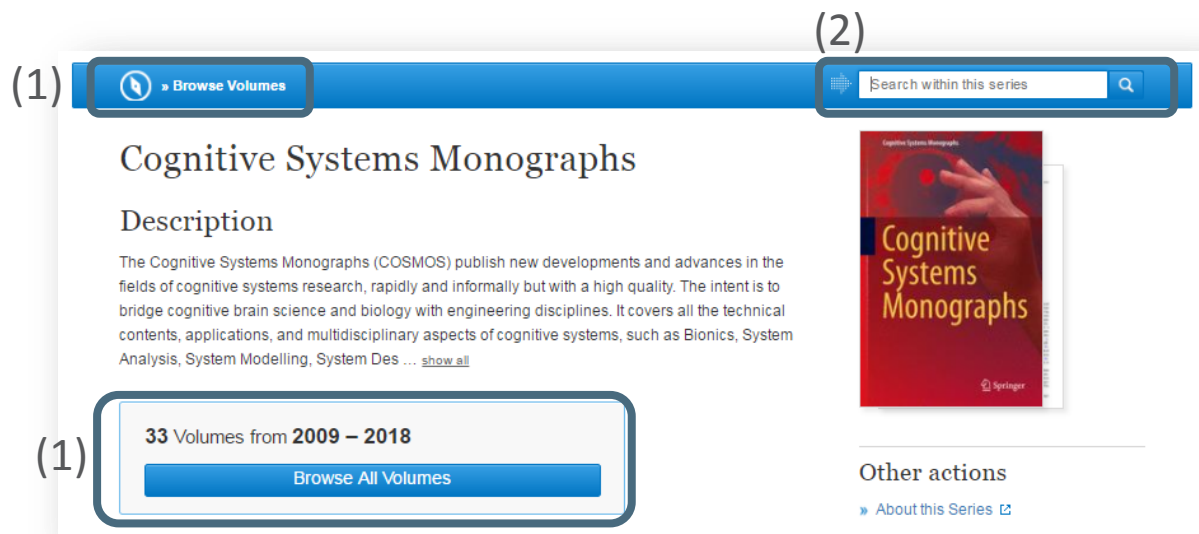 (2)
(1)
» Browse Volumes
Search within this series
Cognitive Systems Monographs
Cognitive Systems Monographs
Description
The Cognitive Systems Monographs (COSMOS) publish new developments and advances in the
fields of cognitive systems research, rapidly and informally but with a high quality. The intent is to
bridge cognitive brain science and biology with engineering disciplines. It covers all the technical
contents, applications, and multidisciplinary aspects of cognitive systems, such as Bionics, System
Analysis, System Modelling, System Des … show all
Cognitive
Systems
Monographs
Springer
(1)
33 Volumes from 2009 – 2018
Browse All Volumes
Other actions
» About this Series